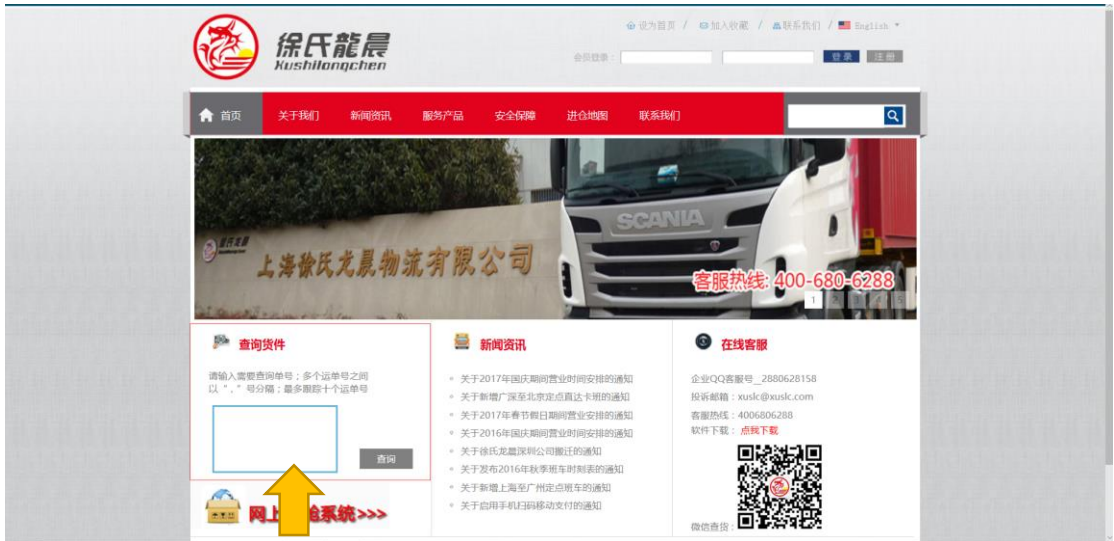 徐氏龍晨
Xushilongchen
设为首页 / 加入收藏 / 联系我们 / English
会员登录：
登录
注册
首页
关于我们
新闻资讯
服务产品
安全保障
进仓地图
联系我们
徐氏龙晨
上海徐氏龙晨物流有限公司
SCANIA
客服热线: 400-680-6288
1 2 3 4 5
查询货件
请输入需要查询单号；多个运单号之间
以“，”号分隔；最多跟踪十个运单号
查询
网上
舱系统>>>
新闻资讯
关于2017年国庆期间营业时间安排的通知
关于新增广深至北京定点直达卡班的通知
关于2017年春节假日期间营业安排的通知
关于2016年国庆期间营业时间安排的通知
关于徐氏龙晨深圳公司搬迁的通知
关于发布2016年秋季班车时刻表的通知
关于新增上海至广州定点班车的通知
关于启用手机扫码移动支付的通知
在线客服
企业QQ客服号_2880628158
投诉邮箱：xuslc@xuslc.com
客服热线：4006806288
软件下载：点我下载
微信查货：